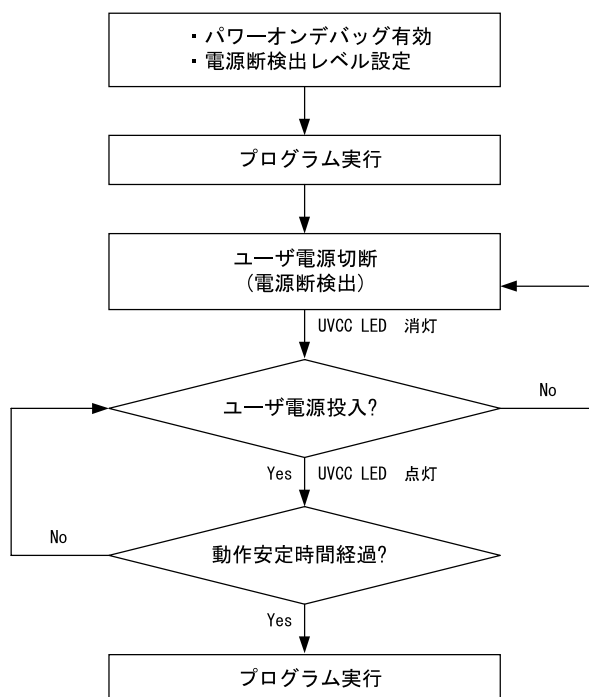 ・パワーオンデバッグ有効
・電源断検出レベル設定
プログラム実行
ユーザ電源切断
(電源断検出)
UVCC LED 消灯
ユーザ電源投入?
No
Yes
UVCC LED 点灯
No
動作安定時間経過?
Yes
プログラム実行